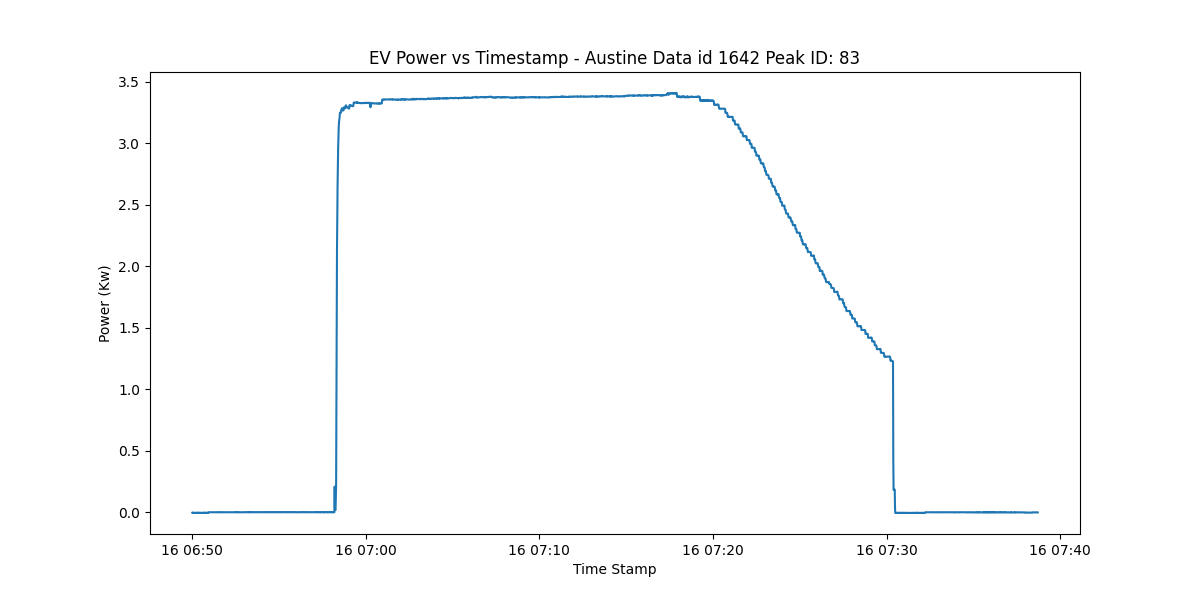 EV Power vs Timestamp - Austine Data id 1642 Peak ID: 83
3.5
3.0
2.5
2.0
1.5
1.0
0.5
0.0
Power (Kw)
16 06:50 16 07:00 16 07:10 16 07:20 16 07:30 16 07:40
Time Stamp